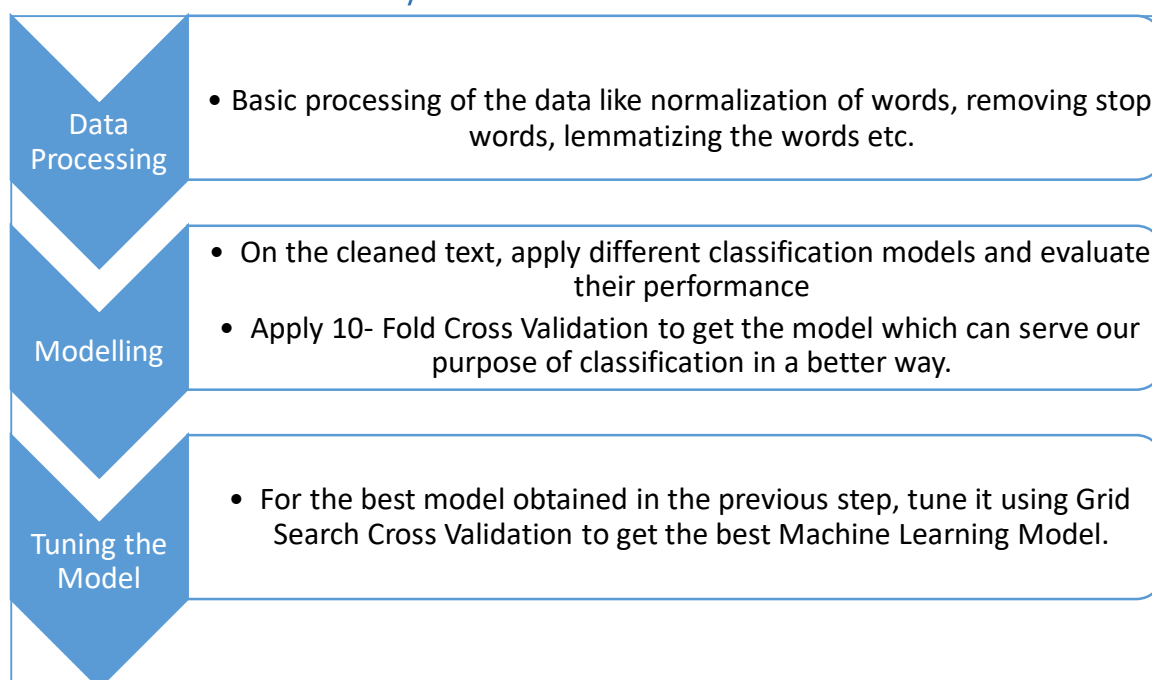 Data
Processing
• Basic processing of the data like normalization of words, removing stop
words, lemmatizing the words etc.
Modelling
• On the cleaned text, apply different classification models and evaluate
their performance
• Apply 10- Fold Cross Validation to get the model which can serve our
purpose of classification in a better way.
Tuning the
Model
• For the best model obtained in the previous step, tune it using Grid
Search Cross Validation to get the best Machine Learning Model.